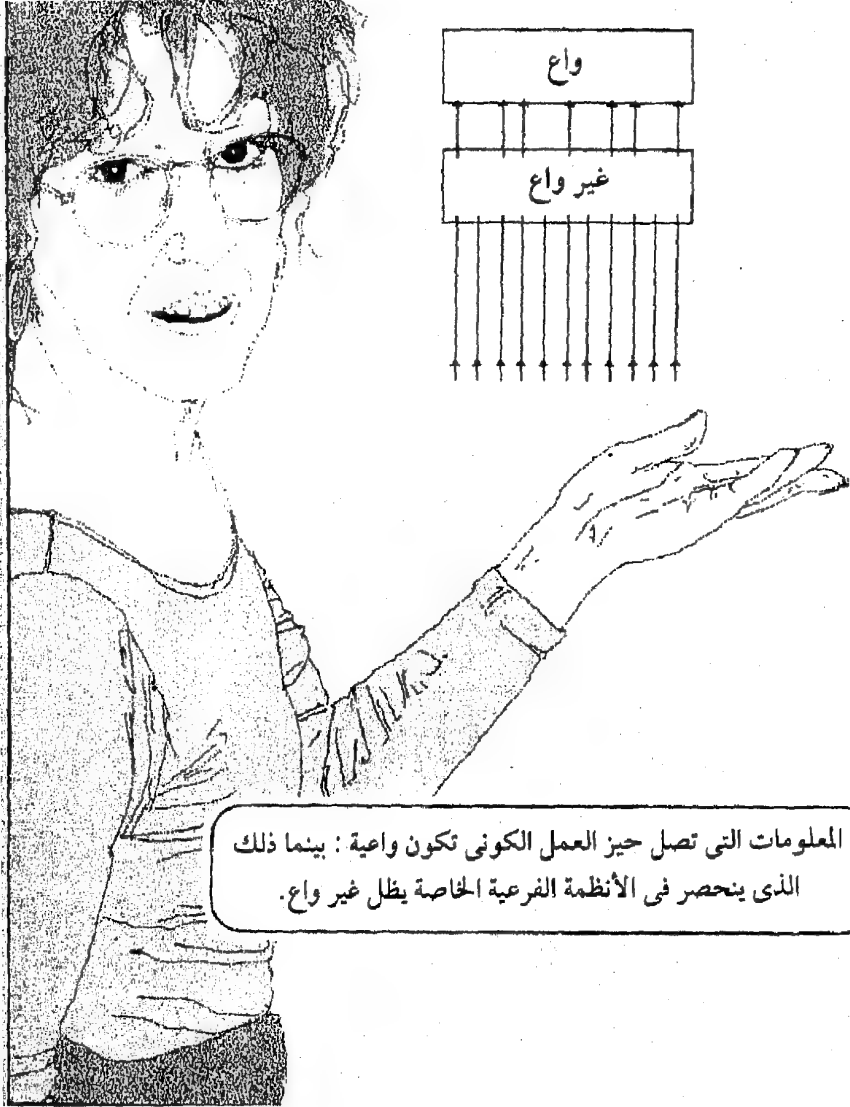 واع
غير واع
المعلومات التى تصل حيز العمل الكونى تكون واعية : بينما ذلك
الذى ينحصر فى الأنظمة الفرعية الخاصة يظل غير واع.